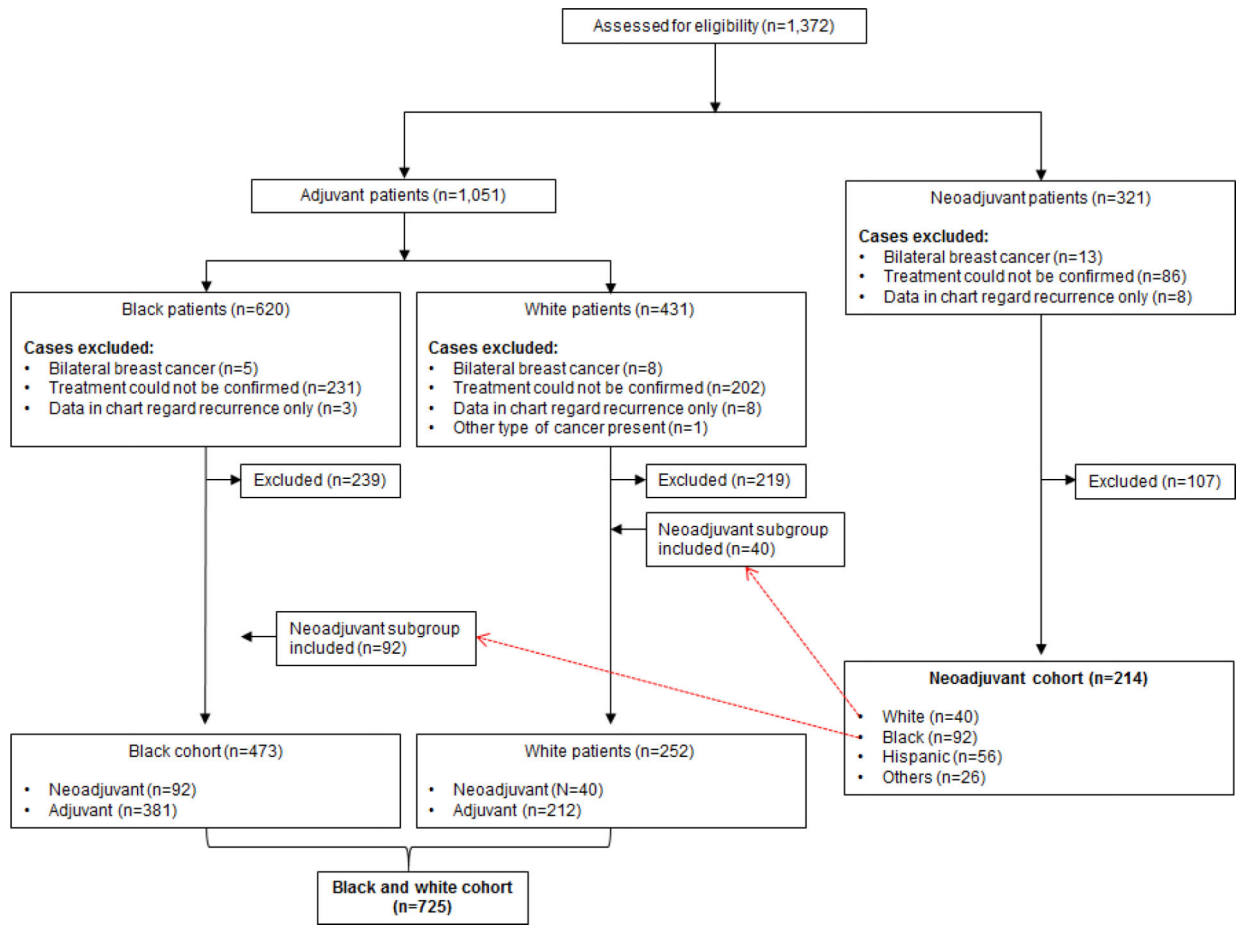 Assessed for eligibility (n=1,372)
Adjuvant patients (n=1,051)
Neoadjuvant patients (n=321)
Cases excluded:
• Bilateral breast cancer (n=13)
• Treatment could not be confirmed (n=86)
• Data in chart regard recurrence only (n=8)
Black patients (n=620)
Cases excluded:
• Bilateral breast cancer (n=5)
• Treatment could not be confirmed (n=231)
• Data in chart regard recurrence only (n=3)
White patients (n=431)
Cases excluded:
• Bilateral breast cancer (n=8)
• Treatment could not be confirmed (n=202)
• Data in chart regard recurrence only (n=8)
• Other type of cancer present (n=1)
Excluded (n=239)
Excluded (n=219)
Excluded (n=107)
Neoadjuvant subgroup
included (n=40)
Neoadjuvant subgroup
included (n=92)
Neoadjuvant cohort (n=214)
• White (n=40)
• Black (n=92)
• Hispanic (n=56)
• Others (n=26)
Black cohort (n=473)
• Neoadjuvant (n=92)
• Adjuvant (n=381)
White patients (n=252)
• Neoadjuvant (N=40)
• Adjuvant (n=212)
Black and white cohort
(n=725)